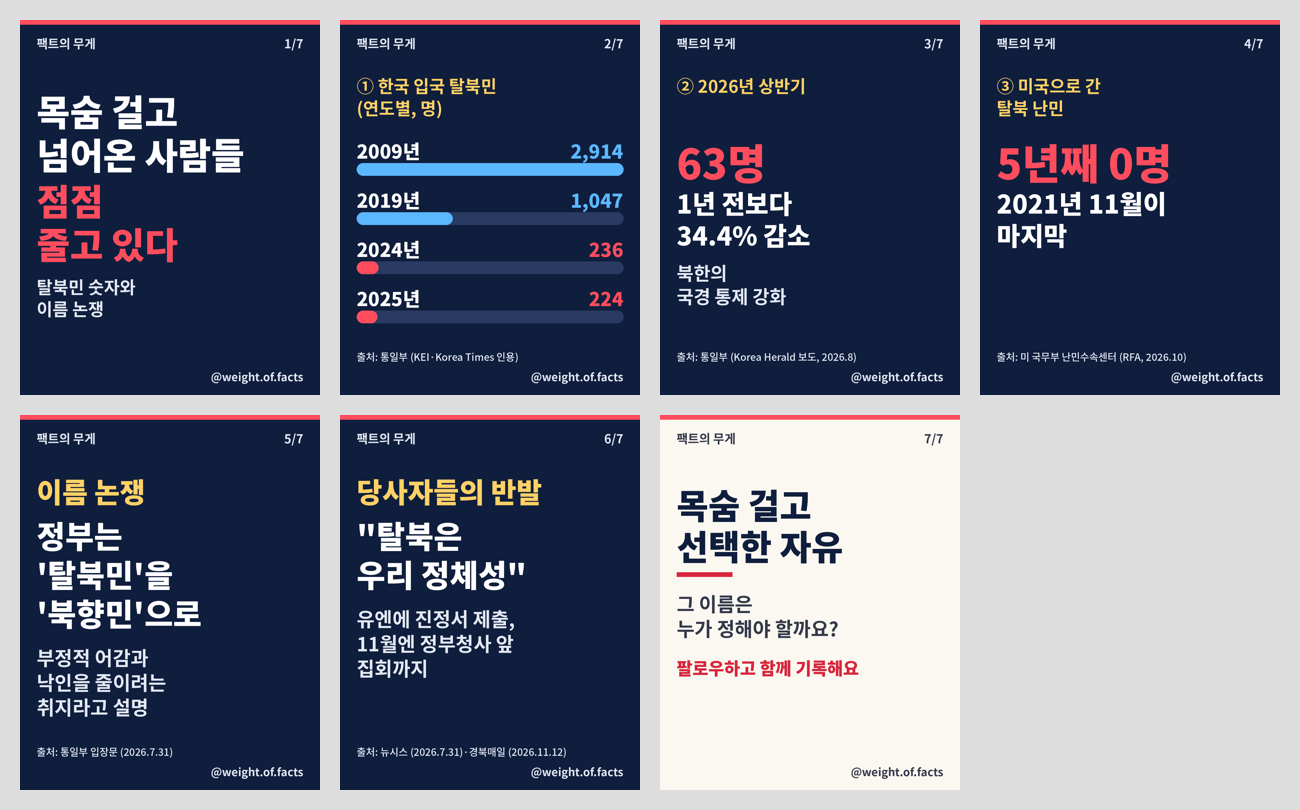 팩트의 무게
1/7
목숨 걸고
넘어온 사람들
점점
줄고 있다
탈북민 숫자와
이름 논쟁
@weight.of.facts
팩트의 무게
2/7
① 한국 입국 탈북민
(연도별, 명)
2009년 2,914
2019년 1,047
2024년 236
2025년 224
출처: 통일부 (KEI·Korea Times 인용)
@weight.of.facts
팩트의 무게
3/7
② 2026년 상반기
63명
1년 전보다
34.4% 감소
북한의
국경 통제 강화
출처: 통일부 (Korea Herald 보도, 2026.8)
@weight.of.facts
팩트의 무게
4/7
③ 미국으로 간
탈북 난민
5년째 0명
2021년 11월이
마지막
출처: 미 국무부 난민수속센터 (RFA, 2026.10)
@weight.of.facts
팩트의 무게
5/7
이름 논쟁
정부는
'탈북민'을
'북향민'으로
부정적 어감과
낙인을 줄이려는
취지라고 설명
출처: 통일부 입장문 (2026.7.31)
@weight.of.facts
팩트의 무게
6/7
당사자들의 반발
"탈북은
우리 정체성"
유엔에 진정서 제출,
11월엔 정부청사 앞
집회까지
출처: 뉴시스 (2026.7.31)·경북매일 (2026.11.12)
@weight.of.facts
팩트의 무게
7/7
목숨 걸고
선택한 자유
그 이름은
누가 정해야 할까요?
팔로우하고 함께 기록해요
@weight.of.facts